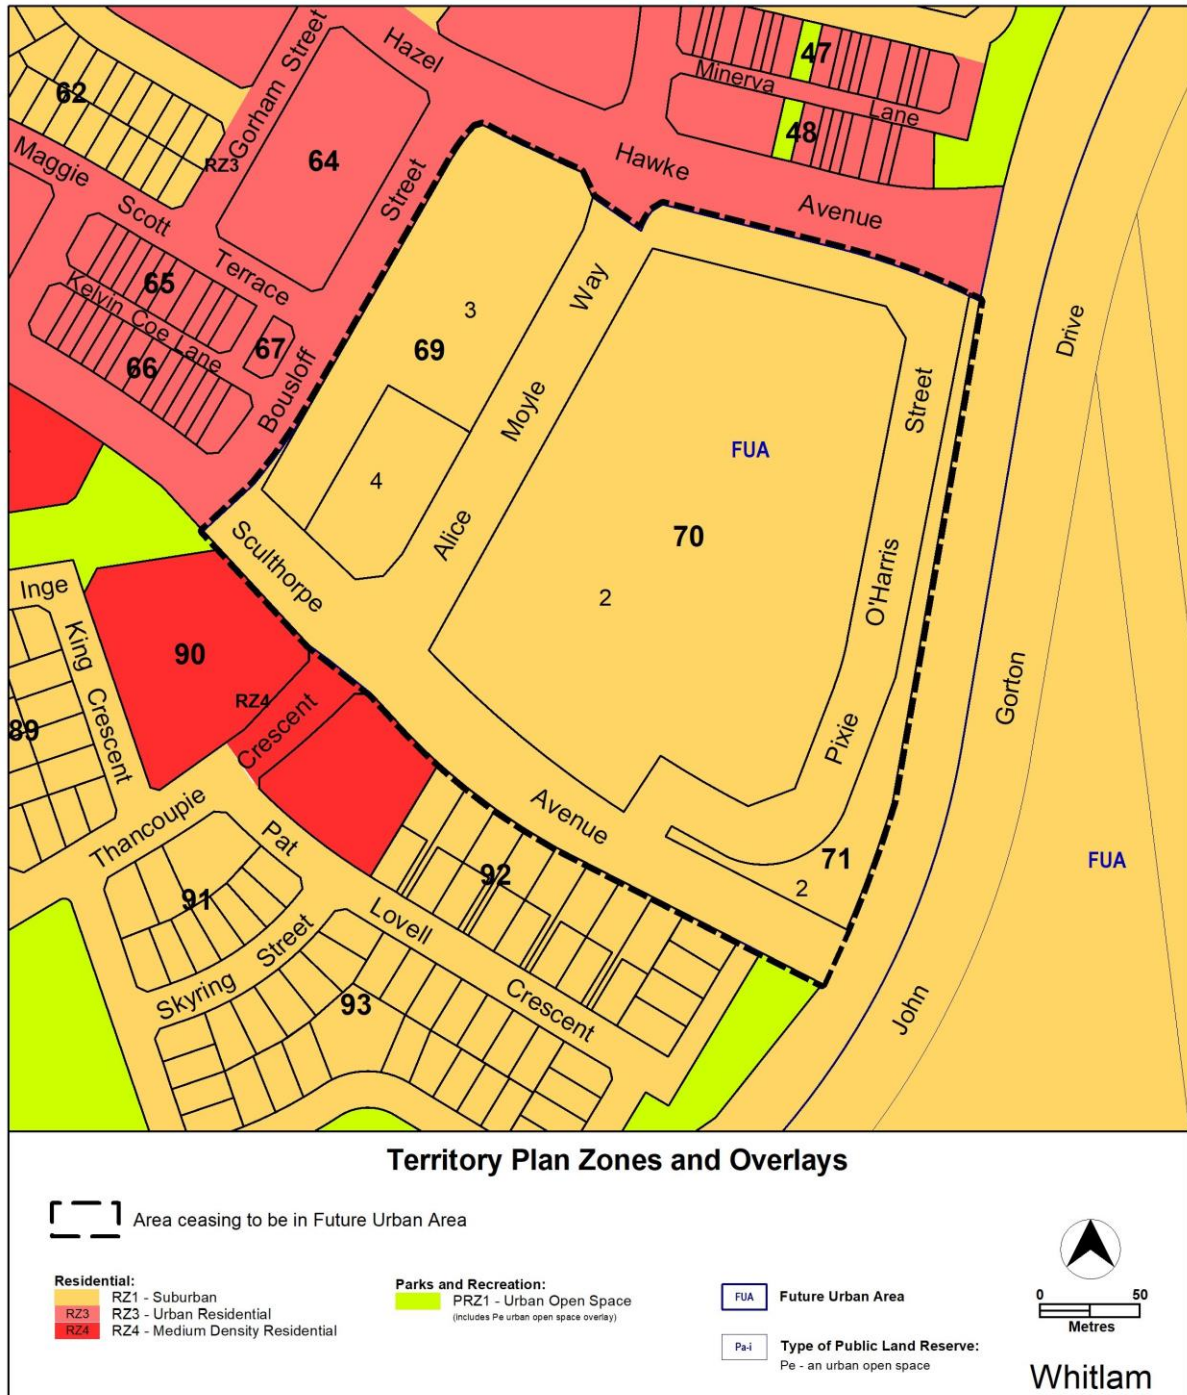 47
Hazel
Gorham Street
Minerva Lane
62
48
64
RZ3
Hawke Avenue
Maggie Scott Terrace
Bousloff Street
65
Kelvin Coe Lane
67
66
3
69
Alice Moyle Way
John Gorton Drive
FUA
4
70
Pixie O'Harris Street
Sculthorpe Avenue
2
Inge King Crescent
90
RZ4
89
Thancoupie Crescent
71
2
FUA
92
91
Pat Lovell Crescent
Skyring Street
93
Territory Plan Zones and Overlays
Area ceasing to be in Future Urban Area
Residential:
RZ1 - Suburban
RZ3 RZ3 - Urban Residential
RZ4 RZ4 - Medium Density Residential
Parks and Recreation:
PRZ1 - Urban Open Space
(includes Pe urban open space overlay)
FUA Future Urban Area
Pa-i Type of Public Land Reserve:
Pe - an urban open space
0 50
Metres
Whitlam